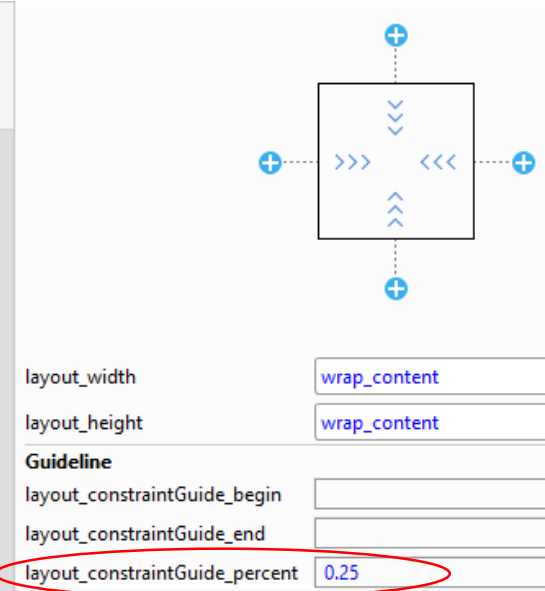 layout_width wrap_content
layout_height wrap_content
Guideline
layout_constraintGuide_begin
layout_constraintGuide_end
layout_constraintGuide_percent 0.25